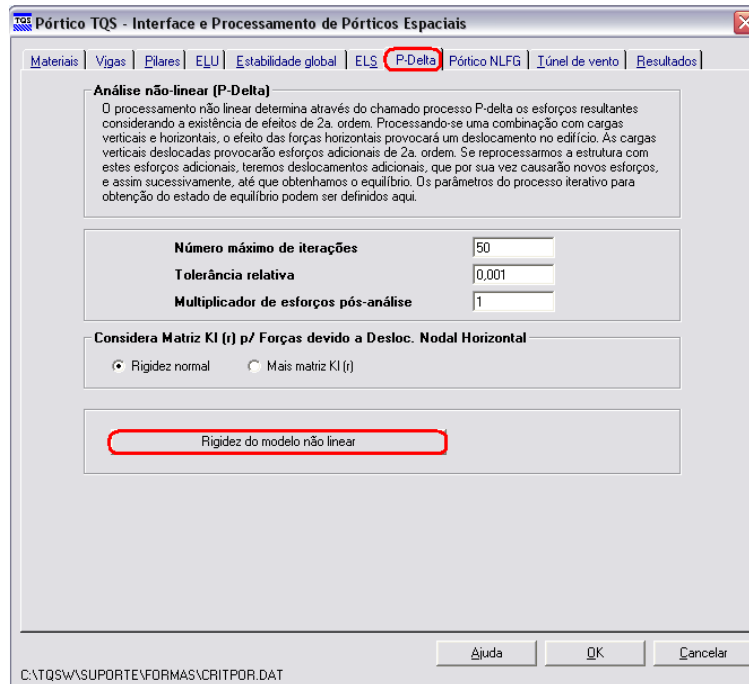 TQS Pórtico TQS - Interface e Processamento de Pórticos Espaciais
Materiais Vigas Pilares ELU Estabilidade global ELS P-Delta Pórtico NLFG Túnel de vento Resultados
Análise não-linear (P-Delta)
O processamento não linear determina através do chamado processo P-delta os esforços resultantes
considerando a existência de efeitos de 2a. ordem. Processando-se uma combinação com cargas
verticais e horizontais, o efeito das forças horizontais provocará um deslocamento no edifício. As cargas
verticais deslocadas provocarão esforços adicionais de 2a. ordem. Se reprocessarmos a estrutura com
estes esforços adicionais, teremos deslocamentos adicionais, que por sua vez causarão novos esforços,
e assim sucessivamente, até que obtenhamos o equilíbrio. Os parâmetros do processo iterativo para
obtenção do estado de equilíbrio podem ser definidos aqui.
Número máximo de iterações 50
Tolerância relativa 0,001
Multiplicador de esforços pós-análise 1
Considera Matriz KI (r) p/ Forças devido a Desloc. Nodal Horizontal
Rigidez normal Mais matriz KI (r)
Rigidez do modelo não linear
Ajuda OK Cancelar
C:\TQSW\SUPORTE\FORMAS\CRITPOR.DAT